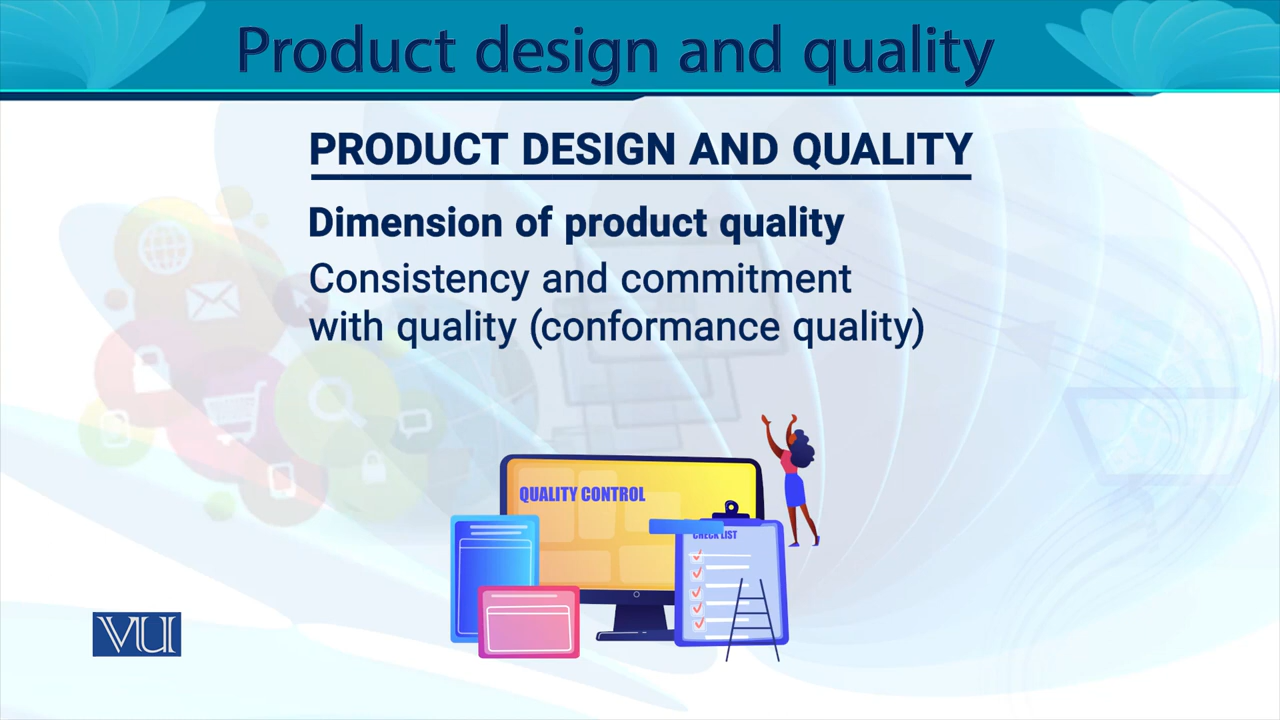 Product design and quality
PRODUCT DESIGN AND QUALITY
Dimension of product quality
Consistency and commitment
with quality (conformance quality)
QUALITY CONTROL
CHECK LIST
VU